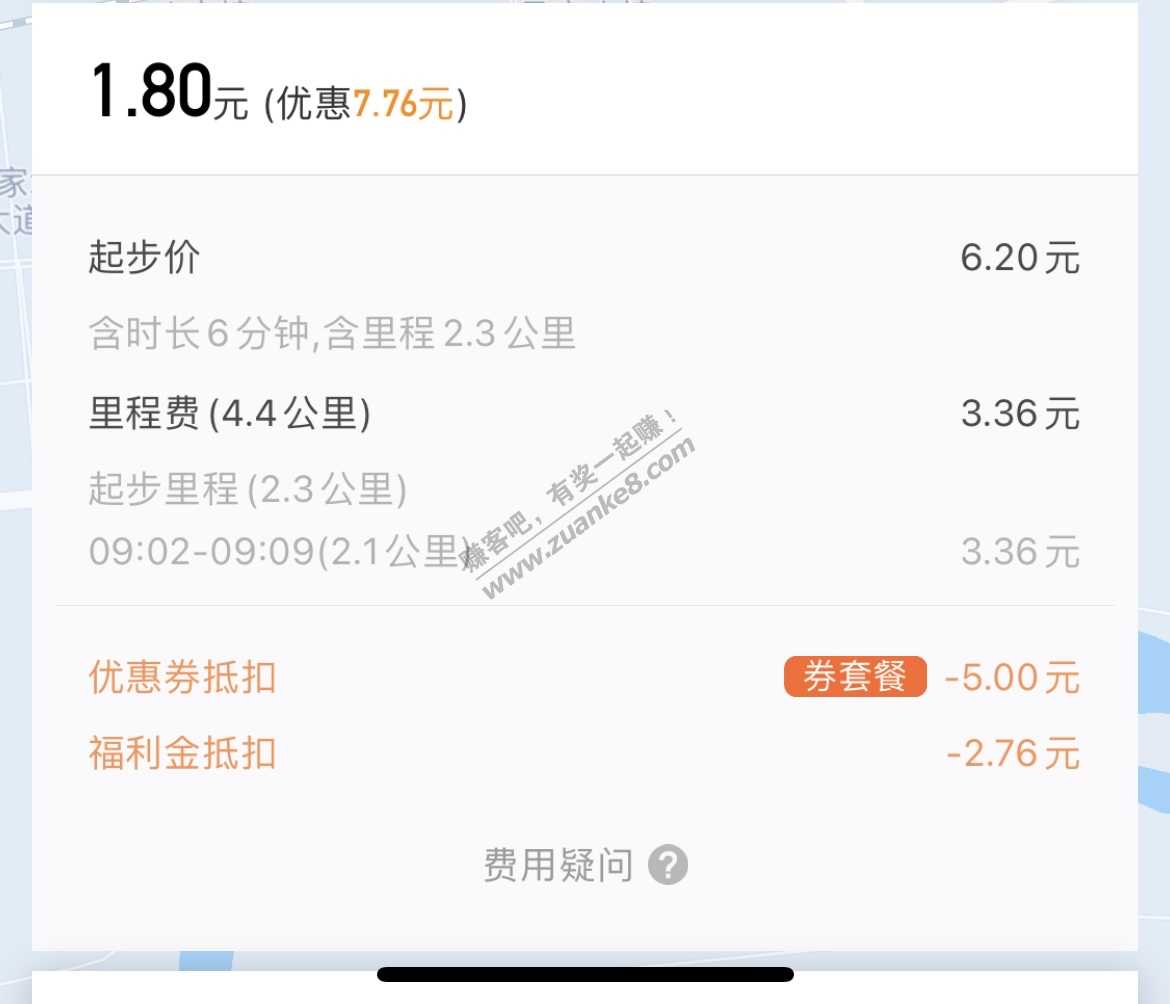 1.80元 (优惠7.76元)
家
大道
起步价 6.20元
含时长6分钟,含里程2.3公里
里程费(4.4公里) 3.36元
起步里程(2.3公里)
09:02-09:09(2.1公里) 3.36元
赚客吧，有奖一起赚！
www.zuanke8.com
优惠券抵扣 券套餐 -5.00元
福利金抵扣 -2.76元
费用疑问 ?